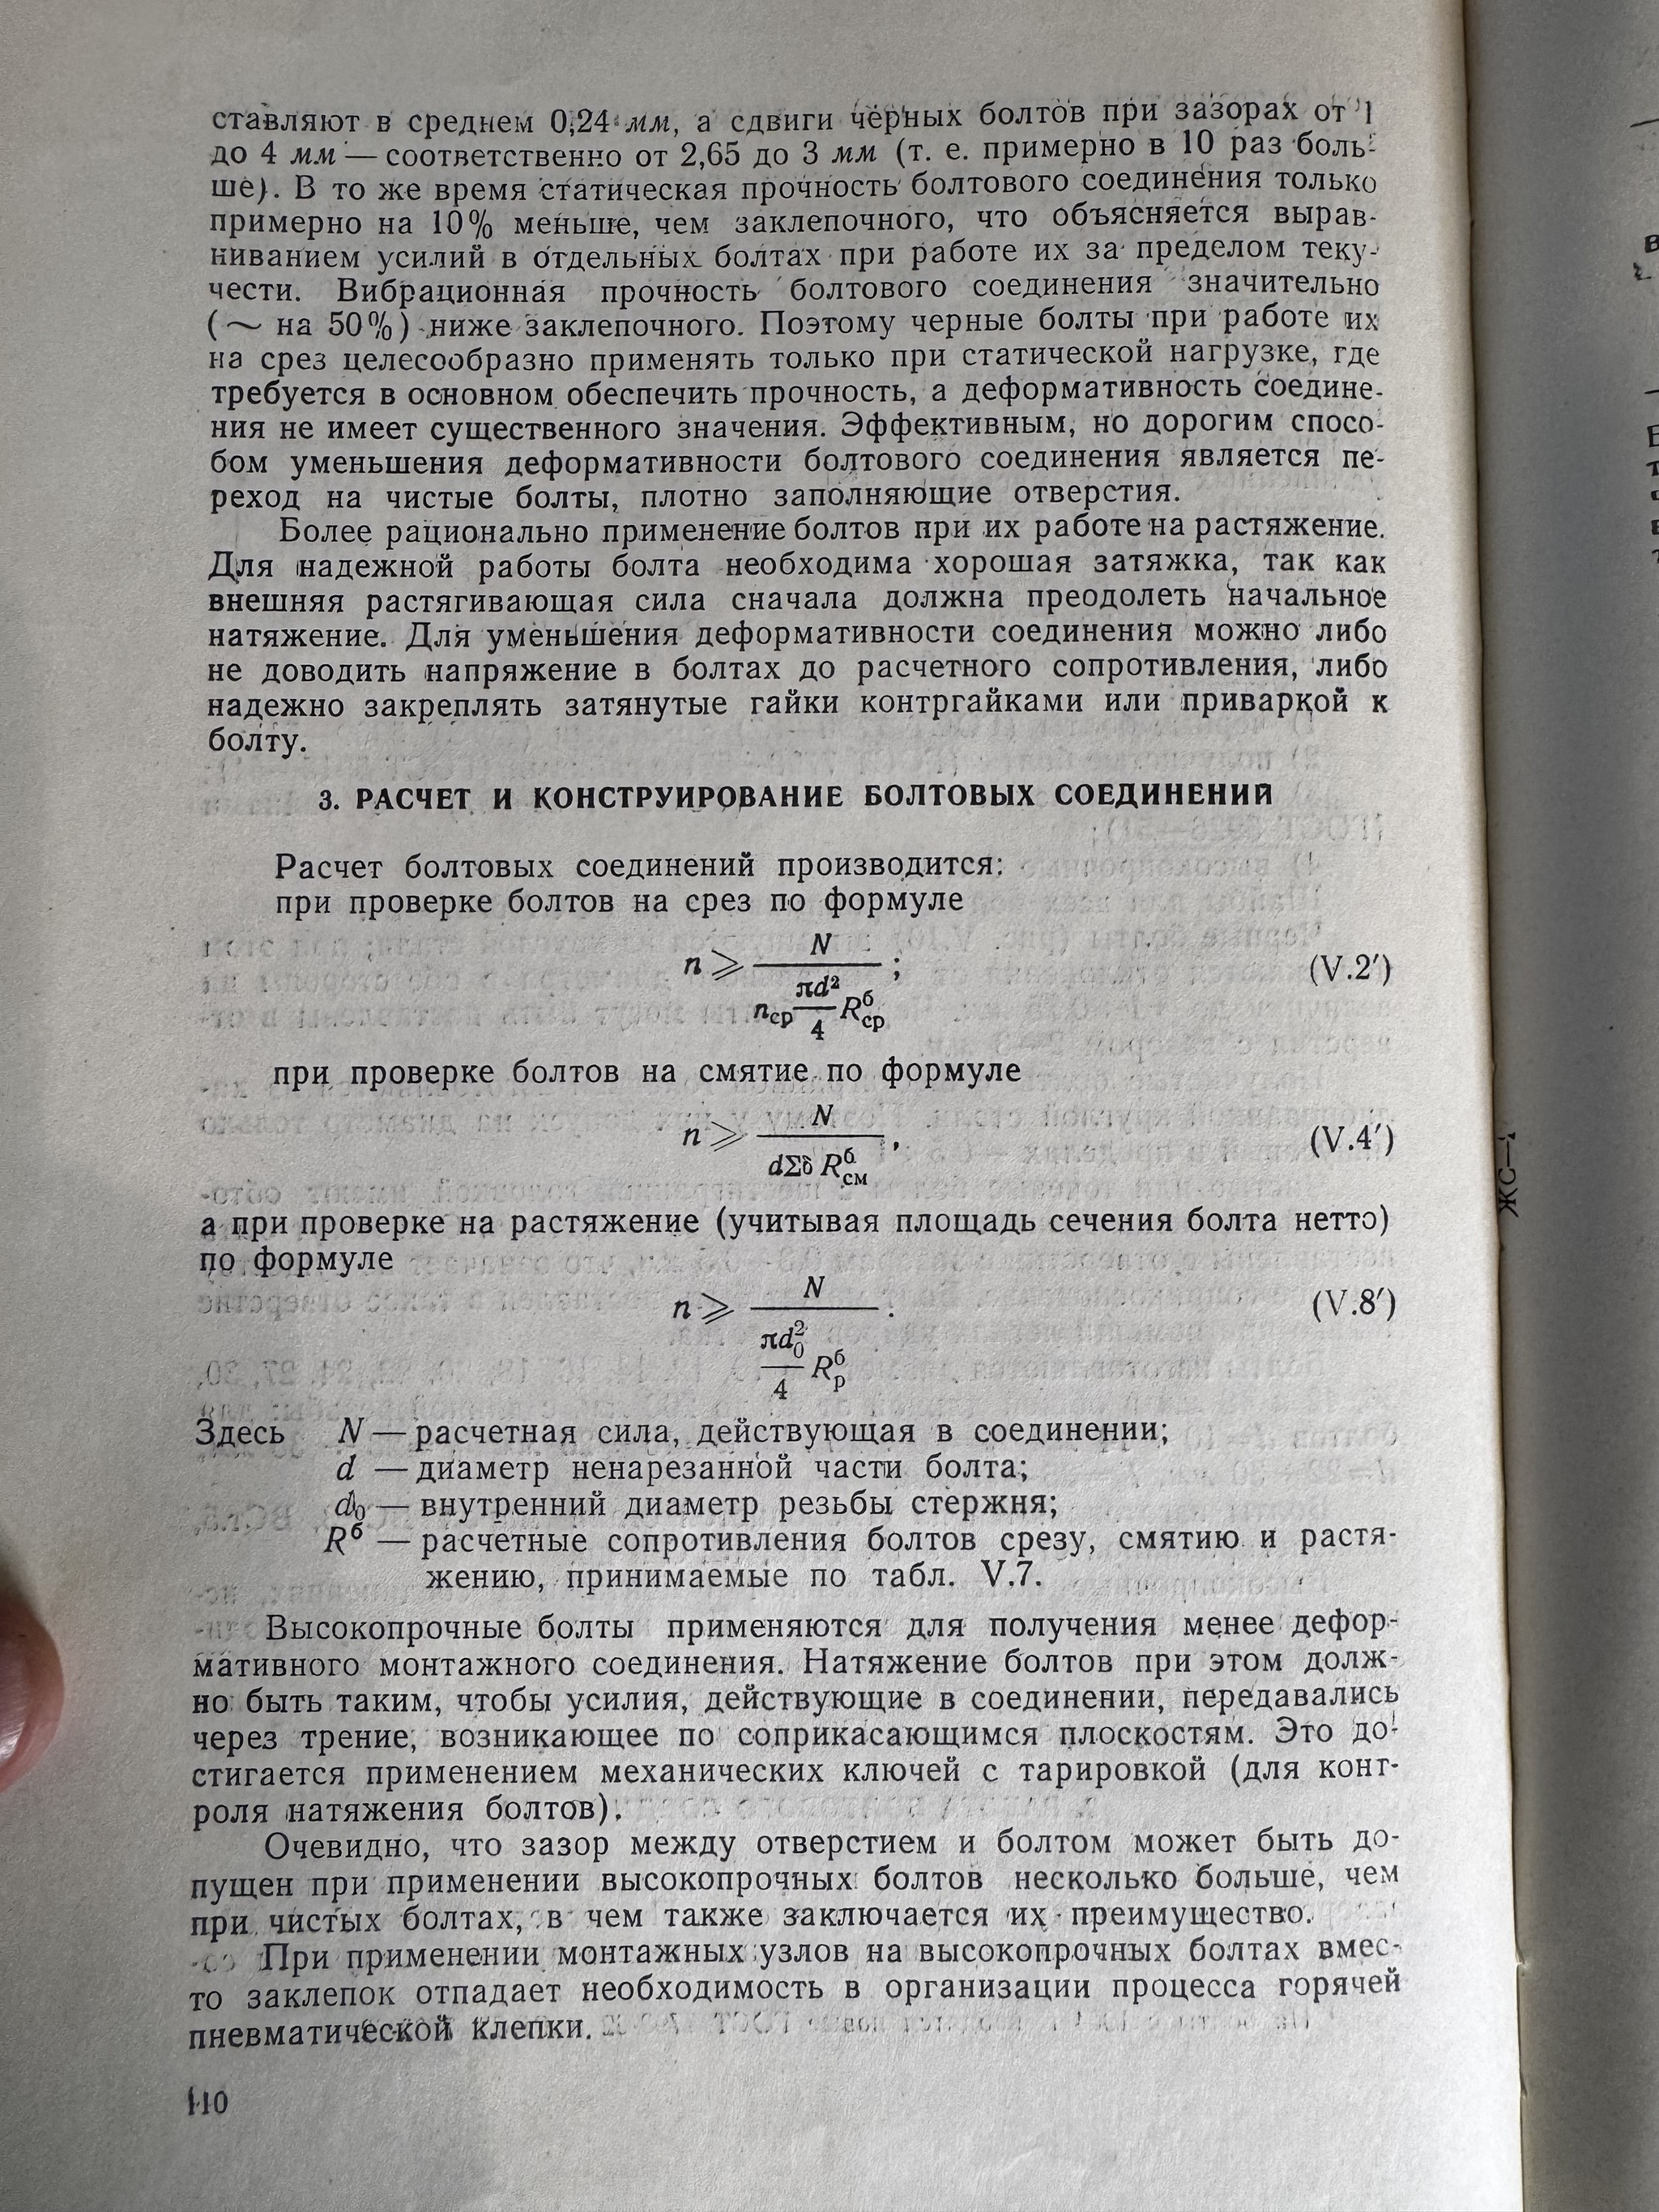 ставляют в среднем 0,24 мм, а сдвиги черных болтов при зазорах от 1
до 4 мм — соответственно от 2,65 до 3 мм (т. е. примерно в 10 раз боль-
ше). В то же время статическая прочность болтового соединения только
примерно на 10% меньше, чем заклепочного, что объясняется вырав-
ниванием усилий в отдельных болтах при работе их за пределом теку-
чести. Вибрационная прочность болтового соединения значительно
(~ на 50%) ниже заклепочного. Поэтому черные болты при работе их
на срез целесообразно применять только при статической нагрузке, где
требуется в основном обеспечить прочность, а деформативность соедине-
ния не имеет существенного значения. Эффективным, но дорогим спосо-
бом уменьшения деформативности болтового соединения является пе-
реход на чистые болты, плотно заполняющие отверстия.
Более рационально применение болтов при их работе на растяжение.
Для надежной работы болта необходима хорошая затяжка, так как
внешняя растягивающая сила сначала должна преодолеть начальное
натяжение. Для уменьшения деформативности соединения можно либо
не доводить напряжение в болтах до расчетного сопротивления, либо
надежно закреплять затянутые гайки контргайками или приваркой к
болту.
3. РАСЧЕТ И КОНСТРУИРОВАНИЕ БОЛТОВЫХ СОЕДИНЕНИЙ
Расчет болтовых соединений производится:
при проверке болтов на срез по формуле
n ⩾ N / (n_ср πd²/4 R^б_ср) ; (V.2′)
при проверке болтов на смятие по формуле
n ⩾ N / (dΣδ R^б_см) , (V.4′)
а при проверке на растяжение (учитывая площадь сечения болта нетто)
по формуле
n ⩾ N / (πd₀²/4 R^б_р) . (V.8′)
Здесь N — расчетная сила, действующая в соединении;
d — диаметр ненарезанной части болта;
d₀ — внутренний диаметр резьбы стержня;
R^б — расчетные сопротивления болтов срезу, смятию и растя-
жению, принимаемые по табл. V.7.
Высокопрочные болты применяются для получения менее дефор-
мативного монтажного соединения. Натяжение болтов при этом долж-
но быть таким, чтобы усилия, действующие в соединении, передавались
через трение, возникающее по соприкасающимся плоскостям. Это до-
стигается применением механических ключей с тарировкой (для конт-
роля натяжения болтов).
Очевидно, что зазор между отверстием и болтом может быть до-
пущен при применении высокопрочных болтов несколько больше, чем
при чистых болтах, в чем также заключается их преимущество.
При применении монтажных узлов на высокопрочных болтах вмес-
то заклепок отпадает необходимость в организации процесса горячей
пневматической клепки.
110